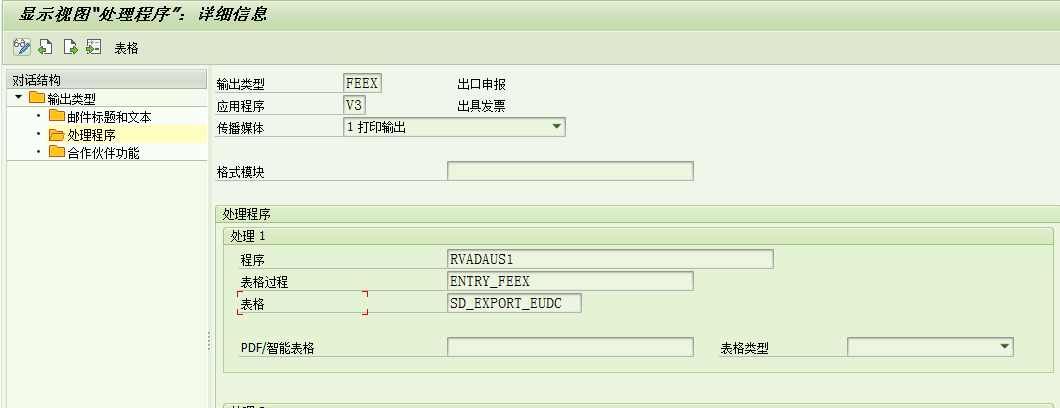 显示视图"处理程序"：详细信息
表格
对话结构
输出类型
邮件标题和文本
处理程序
合作伙伴功能
输出类型 FEEX 出口申报
应用程序 V3 出具发票
传播媒体 1 打印输出
格式模块
处理程序
处理 1
程序 RVADAUS1
表格过程 ENTRY_FEEX
表格 SD_EXPORT_EUDC
PDF/智能表格 表格类型